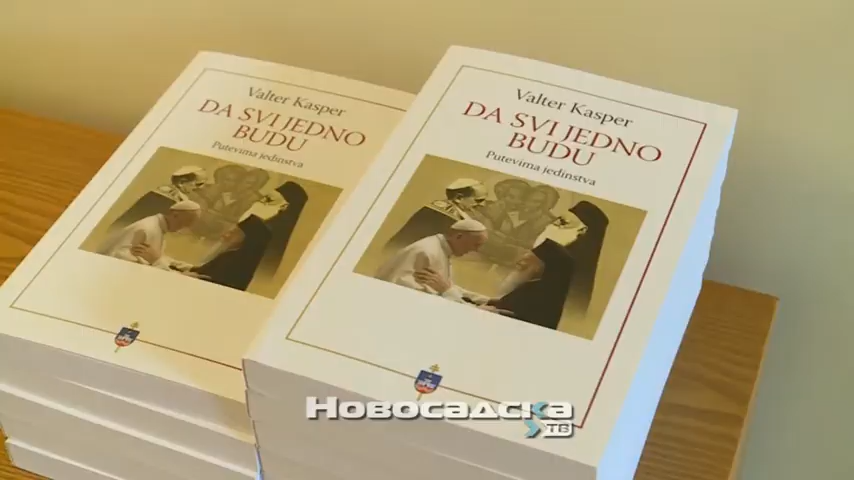 Valter Kasper
DA SVI JEDNO
BUDU
Putevima jedinstva
Valter Kasper
DA SVI JEDNO
BUDU
Putevima jedinstva
НОВОСАДСКА
ТВ